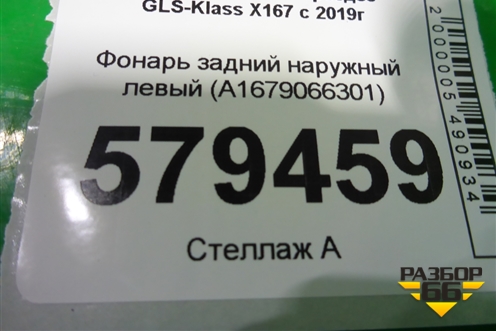 GLS-Klass X167 с 2019г
Фонарь задний наружный
левый (A1679066301)
579459
Стеллаж А
2000005490934
РАЗБОР
66